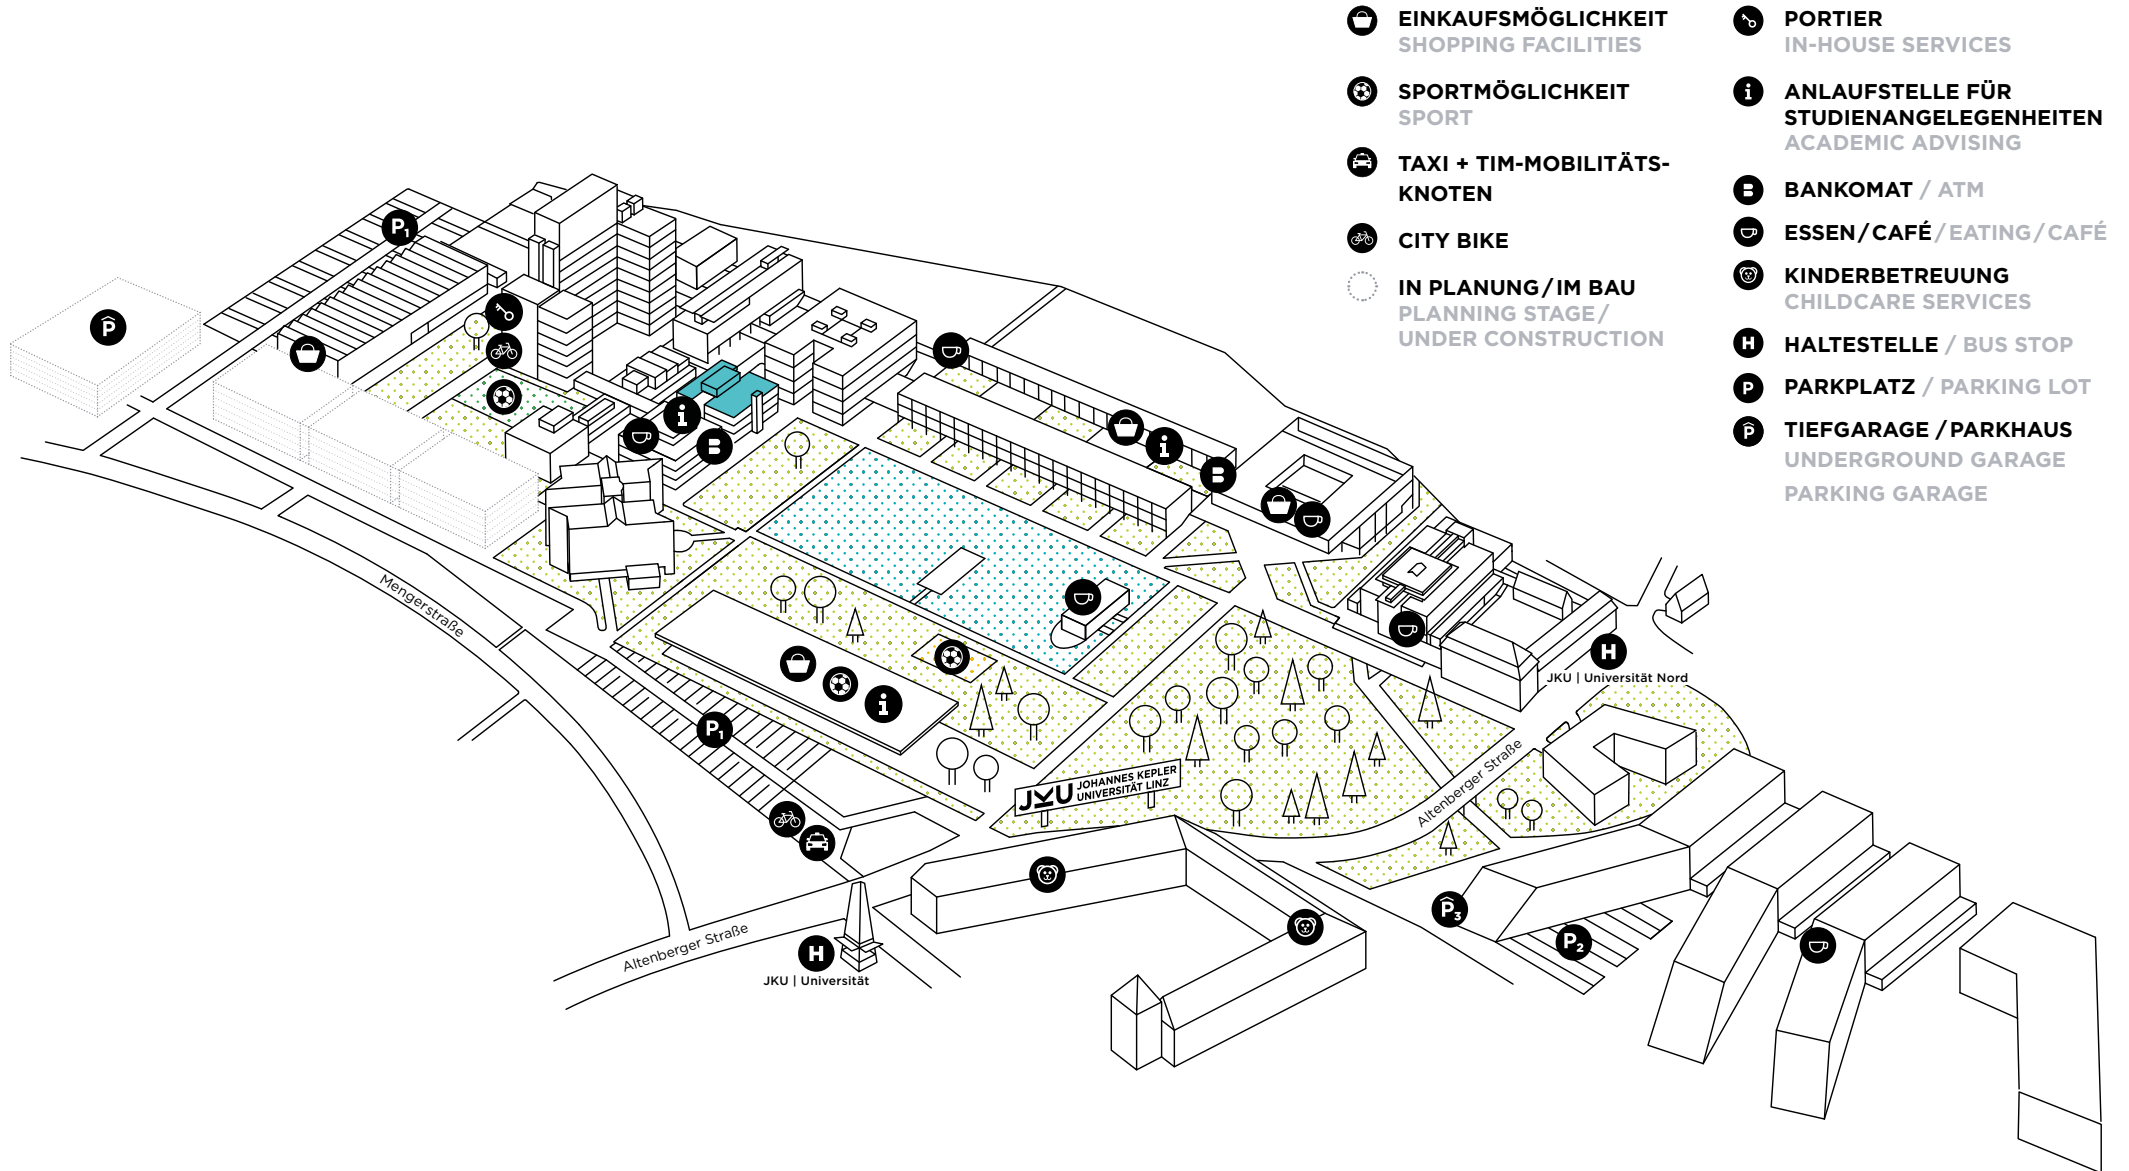 EINKAUFSMÖGLICHKEIT
SHOPPING FACILITIES
SPORTMÖGLICHKEIT
SPORT
TAXI + TIM-MOBILITÄTS-
KNOTEN
CITY BIKE
IN PLANUNG/IM BAU
PLANNING STAGE/
UNDER CONSTRUCTION
PORTIER
IN-HOUSE SERVICES
i ANLAUFSTELLE FÜR
STUDIENANGELEGENHEITEN
ACADEMIC ADVISING
B BANKOMAT / ATM
ESSEN/CAFÉ/EATING/CAFÉ
KINDERBETREUUNG
CHILDCARE SERVICES
H HALTESTELLE / BUS STOP
P PARKPLATZ / PARKING LOT
P TIEFGARAGE /PARKHAUS
UNDERGROUND GARAGE
PARKING GARAGE
P1
P
i
B
i
B
Mengerstraße
H
JKU | Universität Nord
i
P1
JKU JOHANNES KEPLER
UNIVERSITÄT LINZ
Altenberger Straße
P3
P2
Altenberger Straße
H
JKU | Universität